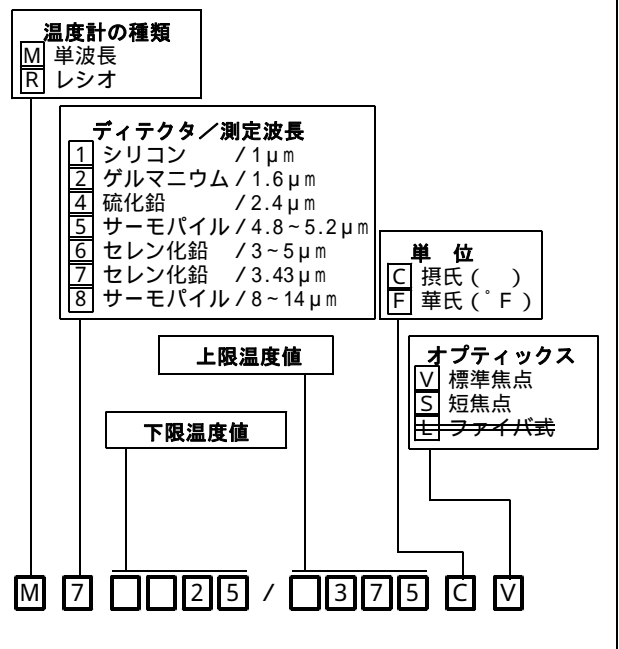 温度計の種類
M 単波長
R レシオ
ディテクタ／測定波長
1 シリコン /1μm
2 ゲルマニウム/1.6μm
4 硫化鉛 /2.4μm
5 サーモパイル/4.8~5.2μm
6 セレン化鉛 /3~5μm
7 セレン化鉛 /3.43μm
8 サーモパイル/8~14μm
単 位
C 摂氏( )
F 華氏(゜F)
上限温度値
オプティックス
V 標準焦点
S 短焦点
L ファイバ式
下限温度値
M 7 25/ 375 C V